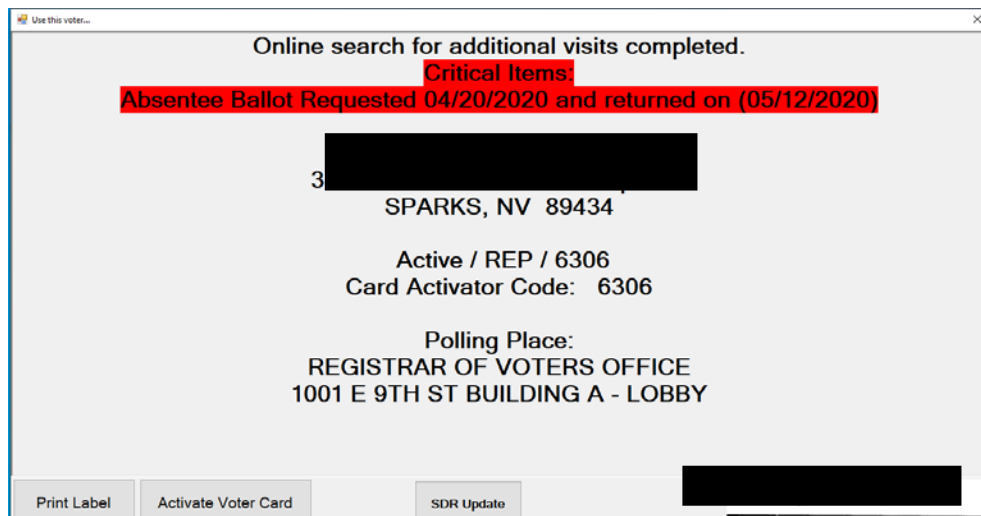 Use this voter...
Online search for additional visits completed.
Critical Items:
Absentee Ballot Requested 04/20/2020 and returned on (05/12/2020)
3
SPARKS, NV 89434
Active / REP / 6306
Card Activator Code: 6306
Polling Place:
REGISTRAR OF VOTERS OFFICE
1001 E 9TH ST BUILDING A - LOBBY
Print Label Activate Voter Card SDR Update